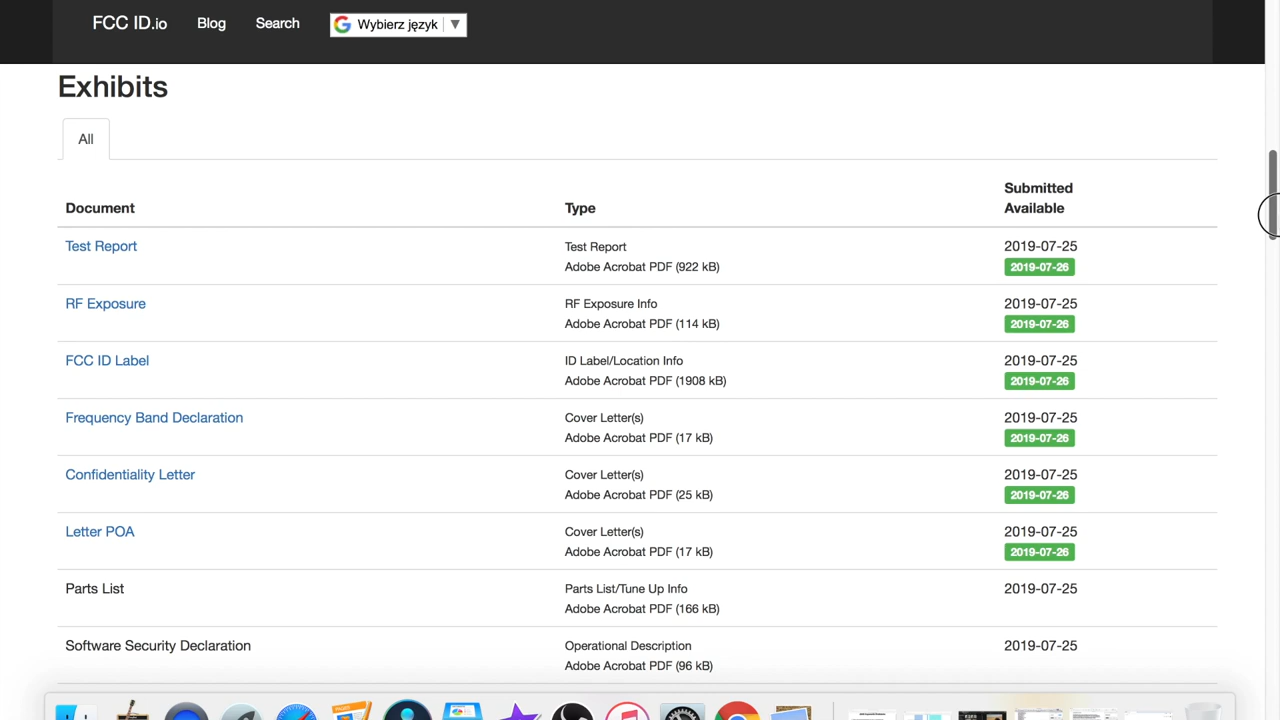 FCC ID.io Blog Search Wybierz język ▼
Exhibits
All
Submitted
Document Type Available
Test Report Test Report 2019-07-25
Adobe Acrobat PDF (922 kB) 2019-07-26
RF Exposure RF Exposure Info 2019-07-25
Adobe Acrobat PDF (114 kB) 2019-07-26
FCC ID Label ID Label/Location Info 2019-07-25
Adobe Acrobat PDF (1908 kB) 2019-07-26
Frequency Band Declaration Cover Letter(s) 2019-07-25
Adobe Acrobat PDF (17 kB) 2019-07-26
Confidentiality Letter Cover Letter(s) 2019-07-25
Adobe Acrobat PDF (25 kB) 2019-07-26
Letter POA Cover Letter(s) 2019-07-25
Adobe Acrobat PDF (17 kB) 2019-07-26
Parts List Parts List/Tune Up Info 2019-07-25
Adobe Acrobat PDF (166 kB)
Software Security Declaration Operational Description 2019-07-25
Adobe Acrobat PDF (96 kB)